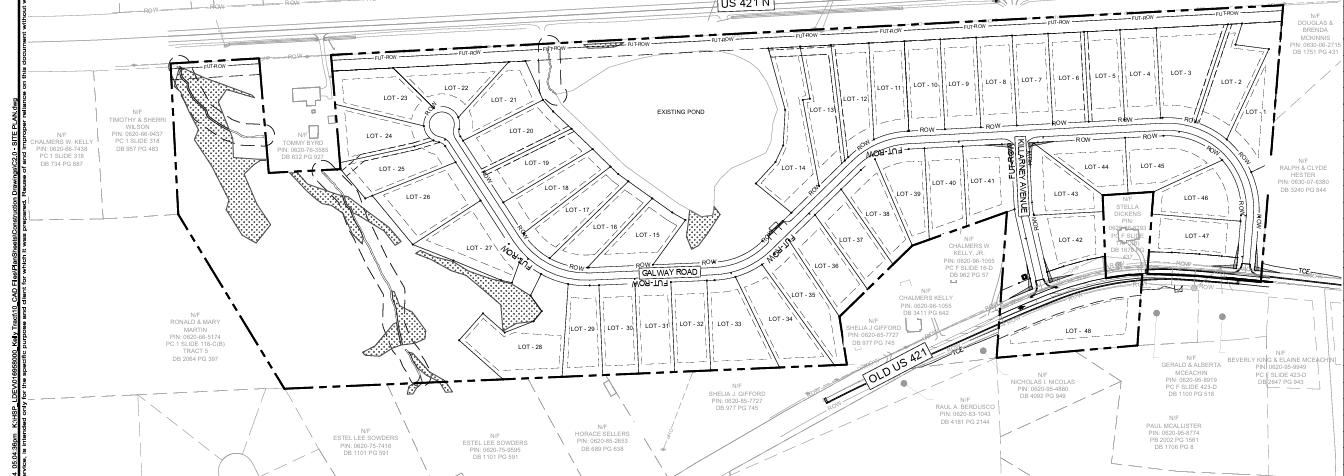 US 421 N
N/F
DOUGLAS &
BRENDA
MCKINNIS
PIN: 0630-06-2715
DB 1751 PG 431
N/F
CHALMERS W. KELLY
PIN: 0620-66-7438
PC 1 SLIDE 318
DB 734 PG 887
N/F
TIMOTHY & SHERRI
WILSON
PIN: 0620-66-9437
PC 1 SLIDE 318
DB 957 PG 483
N/F
TOMMY BYRD
PIN: 0620-76-3585
DB 632 PG 927
EXISTING POND
LOT - 23
LOT - 22
LOT - 21
LOT - 24
LOT - 20
LOT - 25
LOT - 19
LOT - 26
LOT - 18
LOT - 17
LOT - 16
LOT - 15
LOT - 27
LOT - 14
LOT - 13
LOT - 12
LOT - 11
LOT - 10
LOT - 9
LOT - 8
LOT - 7
LOT - 6
LOT - 5
LOT - 4
LOT - 3
LOT - 2
LOT - 1
ROW
FUT-ROW
GALWAY ROAD
KILLARNEY AVENUE
LOT - 28
LOT - 29
LOT - 30
LOT - 31
LOT - 32
LOT - 33
LOT - 34
LOT - 35
LOT - 36
LOT - 37
LOT - 38
LOT - 39
LOT - 40
LOT - 41
LOT - 42
LOT - 43
LOT - 44
LOT - 45
LOT - 46
LOT - 47
LOT - 48
N/F
STELLA
DICKENS
PIN:
N/F
RALPH & CLYDE
HESTER
PIN: 0630-07-6380
DB 3240 PG 844
N/F
CHALMERS W.
KELLY, JR.
PIN: 0620-96-1055
PC F SLIDE 16-D
DB 962 PG 57
N/F
CHALMERS KELLY
PIN: 0620-96-1055
DB 3411 PG 642
N/F
SHELIA J GIFFORD
PIN: 0620-85-7727
DB 977 PG 745
N/F
RONALD & MARY
MARTIN
PIN: 0620-66-5174
PC 1 SLIDE 116-C(B)
TRACT 5
DB 2064 PG 397
OLD US 421
TCE
TCE
N/F
SHELIA J. GIFFORD
PIN: 0620-85-7727
DB 977 PG 745
N/F
NICHOLAS I. NICOLAS
PIN: 0620-95-4880
DB 4092 PG 949
N/F
GERALD & ALBERTA
MCEACHIN
PIN: 0620-95-8919
PC F SLIDE 423-D
DB 1100 PG 518
N/F
BEVERLY KING & ELAINE MCEACHIN
PIN: 0620-95-9949
PC F SLIDE 423-D
DB 2647 PG 943
N/F
RAUL A. BERDUSCO
PIN: 0620-83-1043
DB 4181 PG 2144
N/F
PAUL MCALLISTER
PIN: 0620-95-8774
PB 2002 PG 1561
DB 1706 PG 8
N/F
ESTEL LEE SOWDERS
PIN: 0620-75-7416
DB 1101 PG 591
N/F
ESTEL LEE SOWDERS
PIN: 0620-75-9595
DB 1101 PG 591
N/F
HORACE SELLERS
PIN: 0620-85-2653
DB 689 PG 638